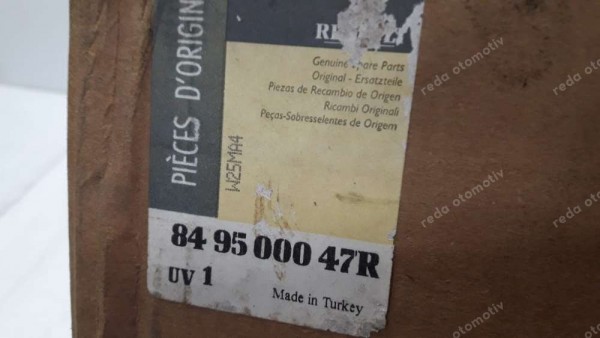 PIÈCES D'ORIGIN
Genuine Spare Parts
Original - Ersatzteile
Piezas de Recambio de Origen
Ricambi Originali
Peças-Sobresselentes de Origem
W25MA4
84 95 000 47R
UV 1
Made in Turkey
reda otomotiv
reda otomotiv
reda otomotiv
reda otomotiv
reda otomotiv